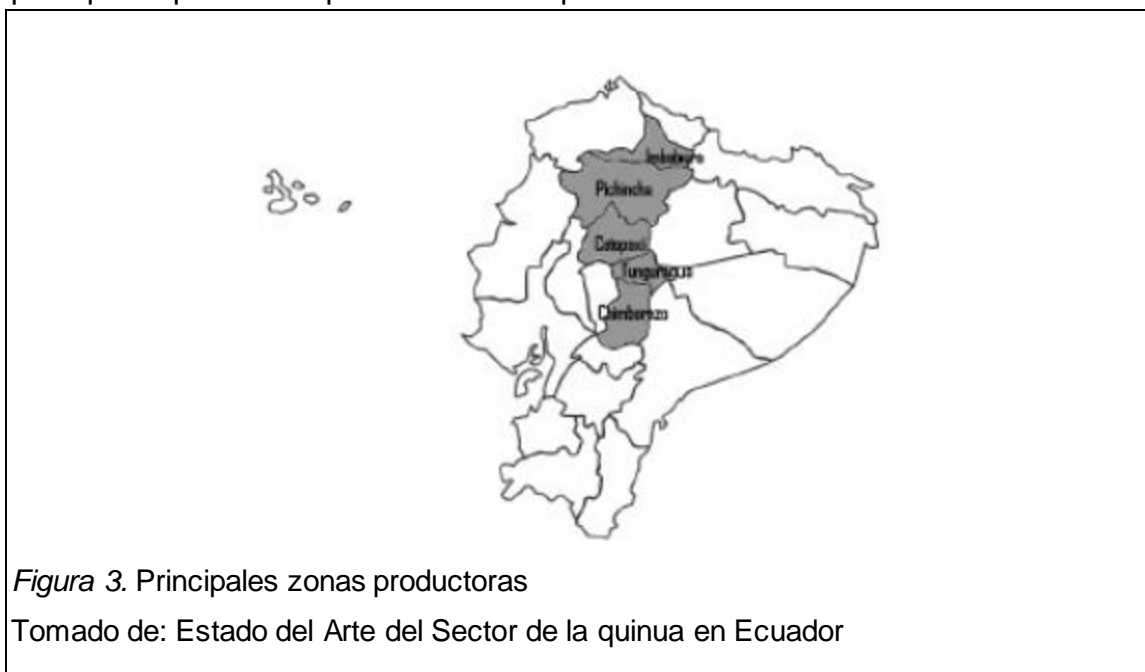 Imbabura
Pichincha
Cotopaxi
Tunguragua
Chimborazo
Figura 3. Principales zonas productoras
Tomado de: Estado del Arte del Sector de la quinua en Ecuador